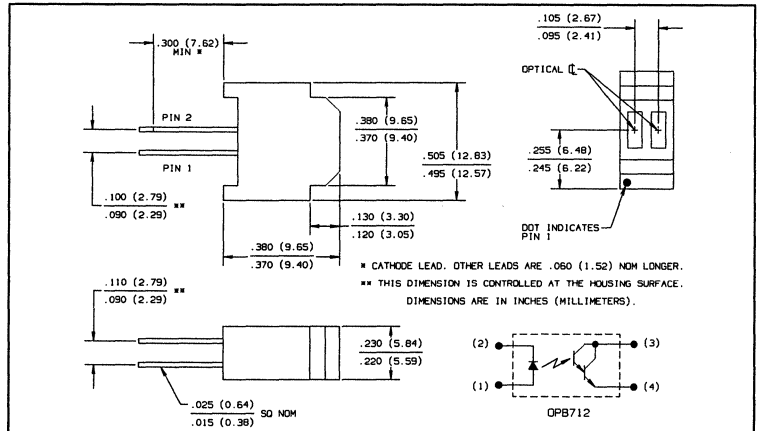 .300 (7.62)
MIN *
PIN 2
PIN 1
.100 (2.79)
.090 (2.29) **
.380 (9.65)
.370 (9.40)
.505 (12.83)
.495 (12.57)
.130 (3.30)
.120 (3.05)
.380 (9.65)
.370 (9.40)
.105 (2.67)
.095 (2.41)
OPTICAL ℄
.255 (6.48)
.245 (6.22)
DOT INDICATES
PIN 1
* CATHODE LEAD. OTHER LEADS ARE .060 (1.52) NOM LONGER.
** THIS DIMENSION IS CONTROLLED AT THE HOUSING SURFACE.
DIMENSIONS ARE IN INCHES (MILLIMETERS).
.110 (2.79)
.090 (2.29) **
.230 (5.84)
.220 (5.59)
.025 (0.64)
.015 (0.38) SQ NOM
(2)
(3)
(1)
(4)
OPB712